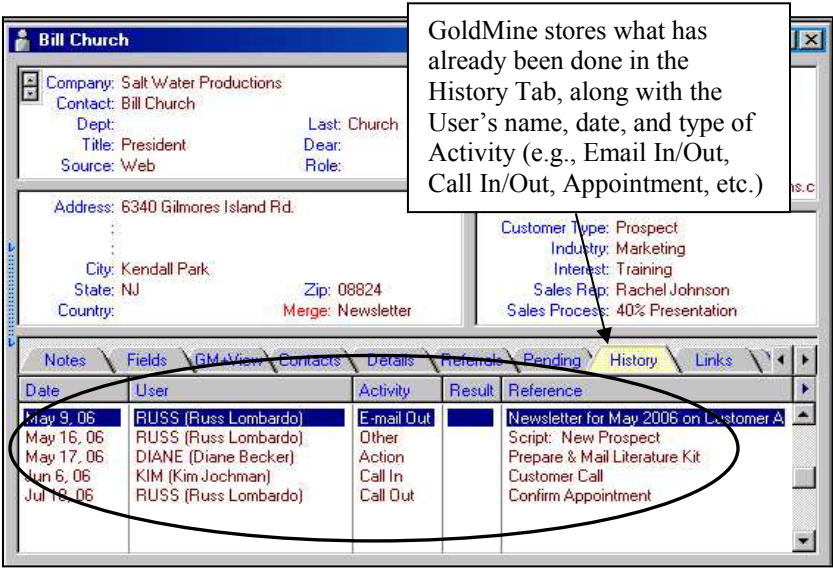 Bill Church
GoldMine stores what has
already been done in the
History Tab, along with the
User's name, date, and type of
Activity (e.g., Email In/Out,
Call In/Out, Appointment, etc.)
Company: Salt Water Productions
Contact: Bill Church
Dept: Last: Church
Title: President Dear:
Source: Web Role:
ns.c
Address: 6340 Gilmores Island Rd.
:
:
City: Kendall Park
State: NJ Zip: 08824
Country: Merge: Newsletter
Customer Type: Prospect
Industry: Marketing
Interest: Training
Sales Rep: Rachel Johnson
Sales Process: 40% Presentation
Notes Fields GM+View Contacts Details Referrals Pending History Links
Date User Activity Result Reference
May 9, 06 RUSS (Russ Lombardo) E-mail Out Newsletter for May 2006 on Customer A
May 16, 06 RUSS (Russ Lombardo) Other Script: New Prospect
May 17, 06 DIANE (Diane Becker) Action Prepare & Mail Literature Kit
Jun 6, 06 KIM (Kim Jochman) Call In Customer Call
Jul 18, 06 RUSS (Russ Lombardo) Call Out Confirm Appointment